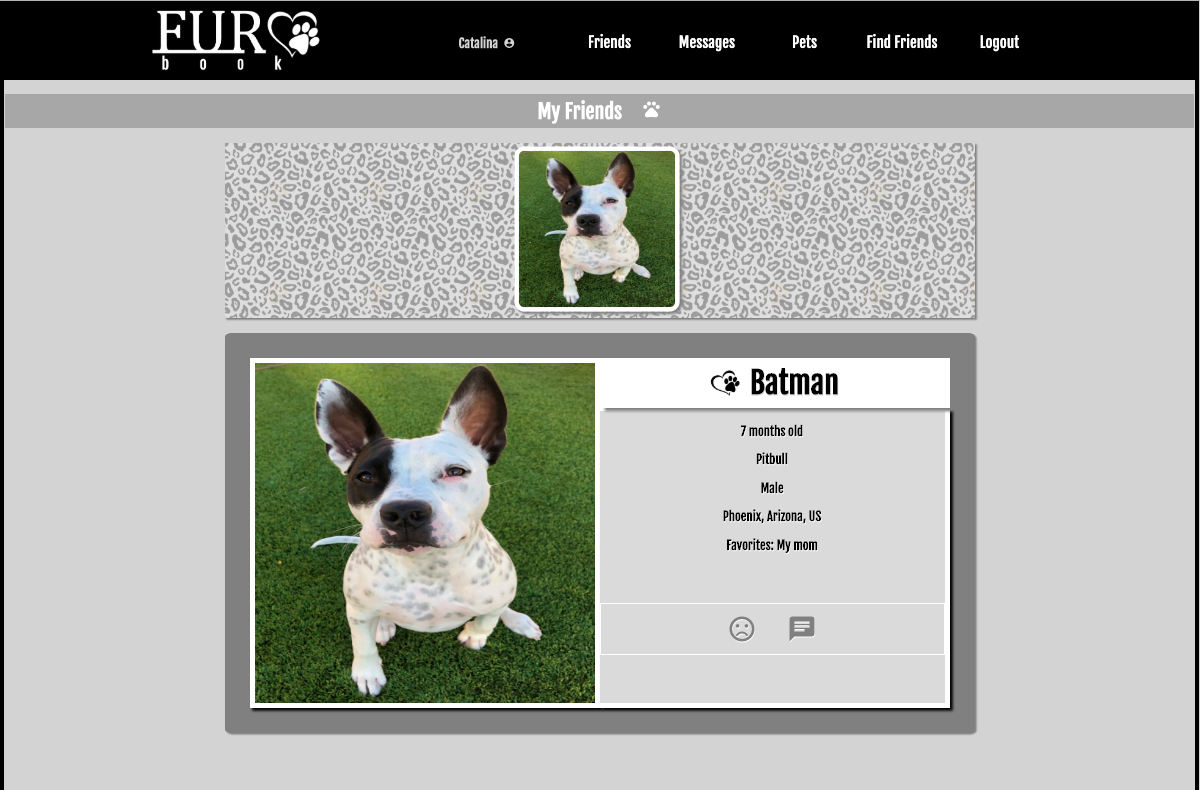 FUR
book
Catalina
Friends
Messages
Pets
Find Friends
Logout
My Friends
Batman
7 months old
Pitbull
Male
Phoenix, Arizona, US
Favorites: My mom